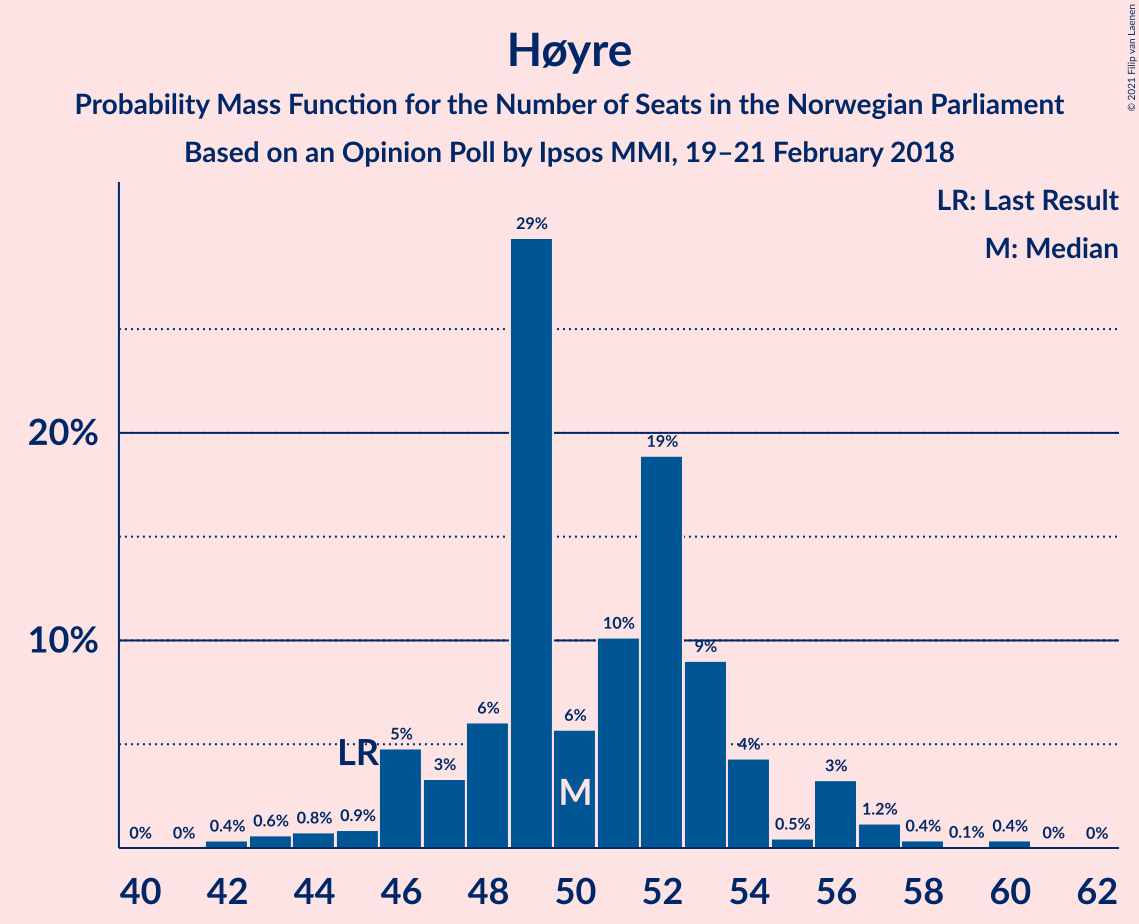 Høyre
Probability Mass Function for the Number of Seats in the Norwegian Parliament
Based on an Opinion Poll by Ipsos MMI, 19–21 February 2018
© 2021 Filip van Laenen
LR: Last Result
M: Median
20%
10%
0% 0% 0.4% 0.6% 0.8% 0.9% 5% 3% 6% 29% 6% 10% 19% 9% 4% 0.5% 3% 1.2% 0.4% 0.1% 0.4% 0% 0%
LR
M
40 42 44 46 48 50 52 54 56 58 60 62